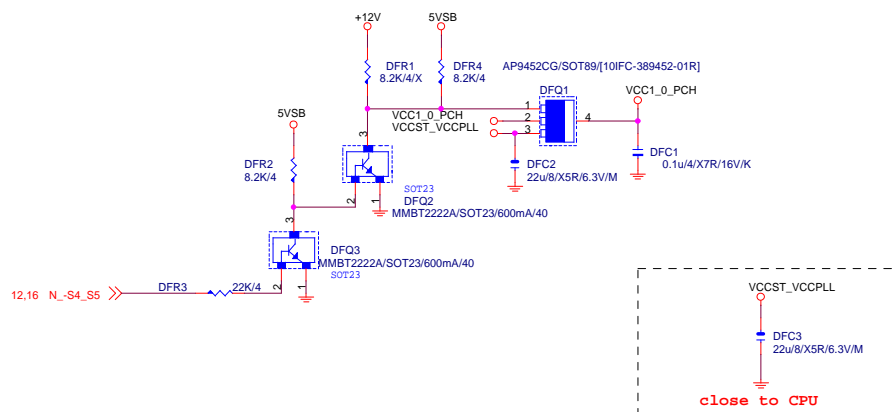 +12V
5VSB
DFR1
8.2K/4/X
DFR4
8.2K/4
AP9452CG/SOT89/[10IFC-389452-01R]
DFQ1
VCC1_0_PCH
1
VCC1_0_PCH
2
4
VCCST_VCCPLL
3
5VSB
3
DFR2
8.2K/4
DFC2
22u/8/X5R/6.3V/M
DFC1
0.1u/4/X7R/16V/K
SOT23
2
1
DFQ2
MMBT2222A/SOT23/600mA/40
3
DFQ3
MMBT2222A/SOT23/600mA/40
SOT23
12,16 N_-S4_S5
DFR3
22K/4
2
1
VCCST_VCCPLL
DFC3
22u/8/X5R/6.3V/M
close to CPU